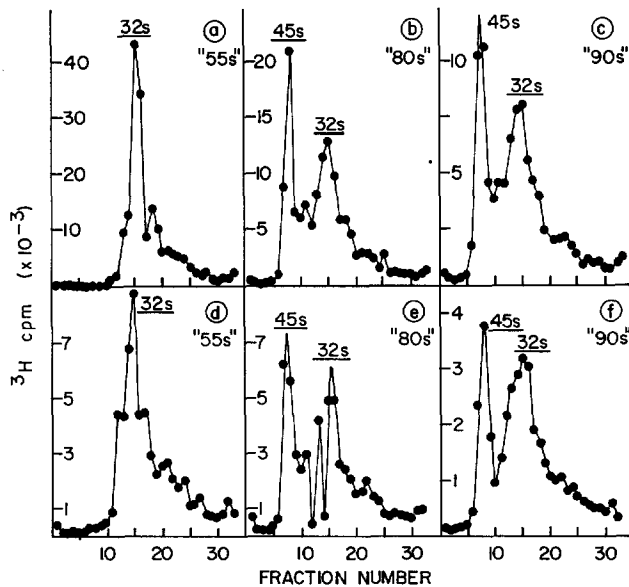 32s
ⓐ
"55s"
45s
ⓑ
"80s"
32s
45s
ⓒ
"90s"
32s
40
30
20
10
20
15
10
5
10
5
32s
ⓓ
"55s"
45s
ⓔ
"80s"
32s
45s
ⓕ
"90s"
32s
7
5
3
1
7
5
3
1
4
3
2
1
10 20 30 10 20 30 10 20 30
³H cpm (x 10⁻³)
FRACTION NUMBER